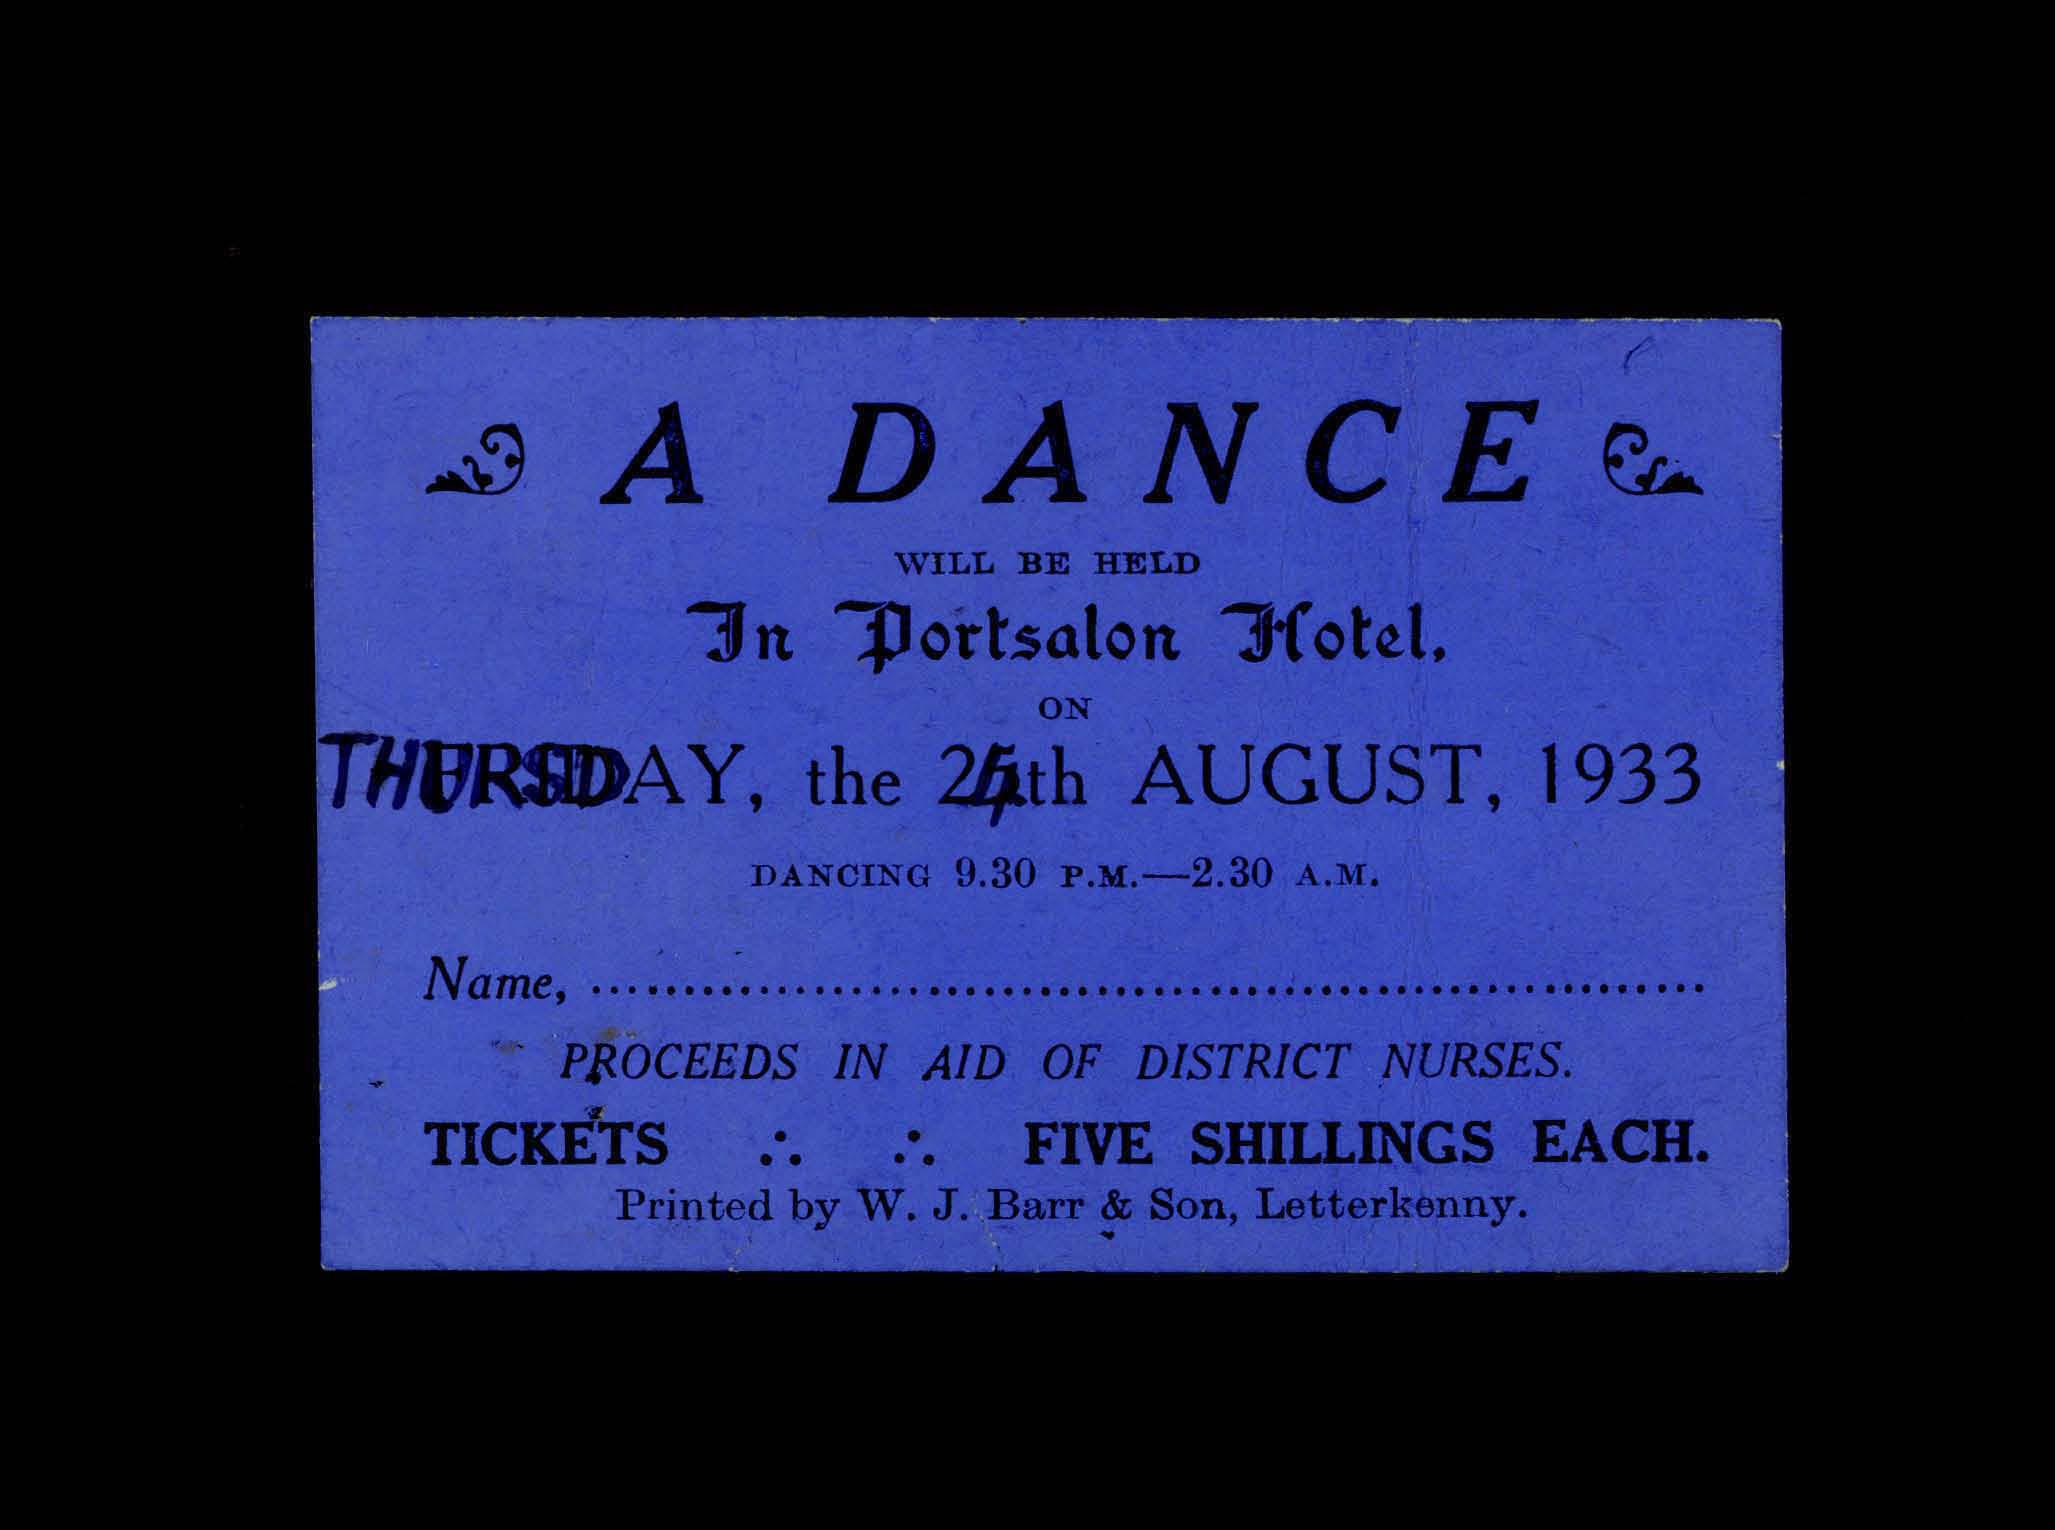 A DANCE
WILL BE HELD
In Portsalon Hotel,
ON
THURSDAY, the 24th AUGUST, 1933
DANCING 9.30 P.M.—2.30 A.M.
Name, ............................................................
PROCEEDS IN AID OF DISTRICT NURSES.
TICKETS ∴ ∴ FIVE SHILLINGS EACH.
Printed by W. J. Barr & Son, Letterkenny.